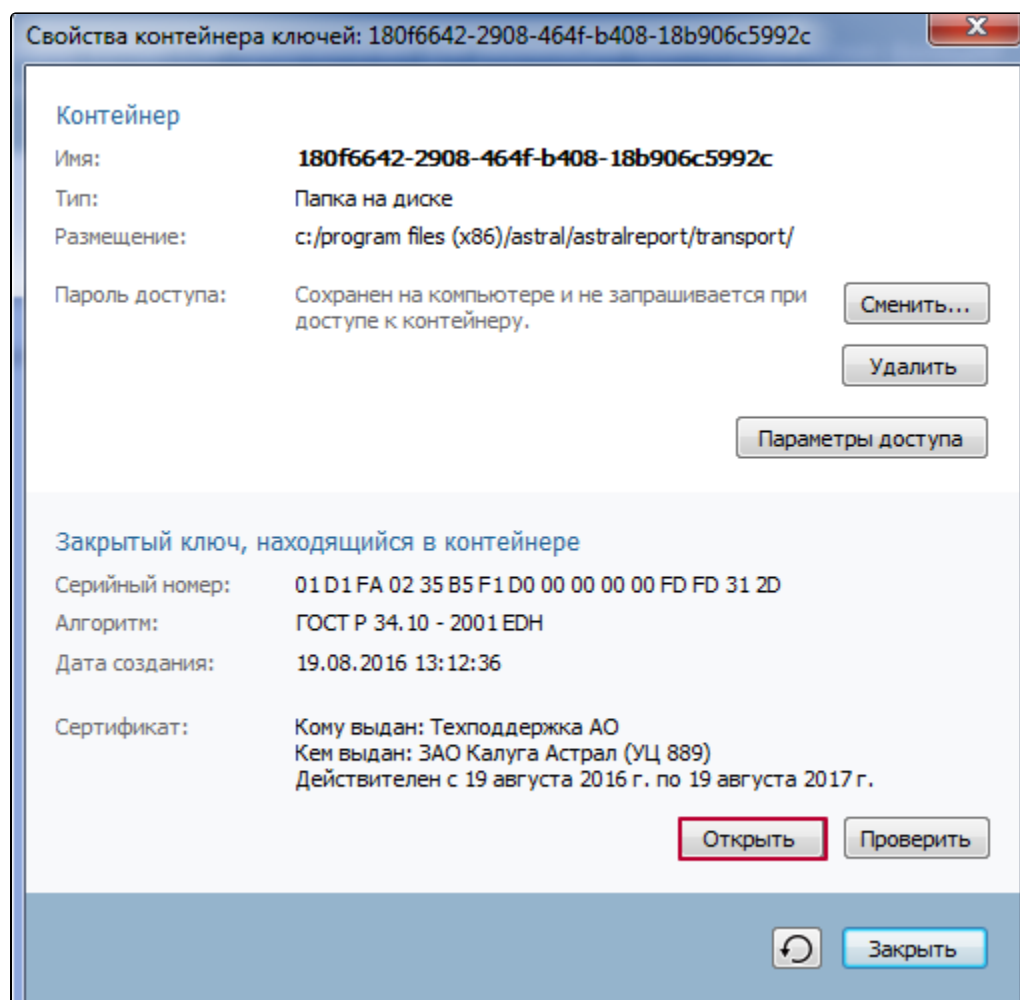 Свойства контейнера ключей: 180f6642-2908-464f-b408-18b906c5992c
Контейнер
Имя: 180f6642-2908-464f-b408-18b906c5992c
Тип: Папка на диске
Размещение: c:/program files (x86)/astral/astralreport/transport/
Пароль доступа: Сохранен на компьютере и не запрашивается при
доступе к контейнеру.
Сменить...
Удалить
Параметры доступа
Закрытый ключ, находящийся в контейнере
Серийный номер: 01 D1 FA 02 35 B5 F1 D0 00 00 00 00 FD FD 31 2D
Алгоритм: ГОСТ Р 34.10 - 2001 EDH
Дата создания: 19.08.2016 13:12:36
Сертификат: Кому выдан: Техподдержка АО
Кем выдан: ЗАО Калуга Астрал (УЦ 889)
Действителен с 19 августа 2016 г. по 19 августа 2017 г.
Открыть Проверить
Закрыть